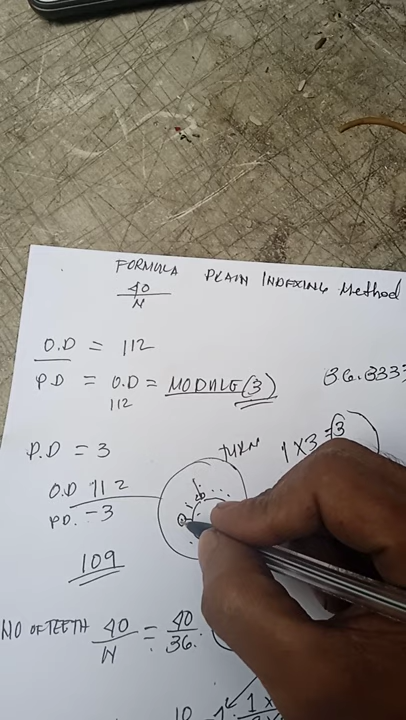 FORMULA PLAIN INDEXING Method
40
N
O.D = 112
P.D = O.D = MODULE (3)
112
36.333
P.D = 3
TURN 1 X 3 = 3
O.D 112
P.D. - 3
109
NO OF TEETH 40 = 40
N 36.